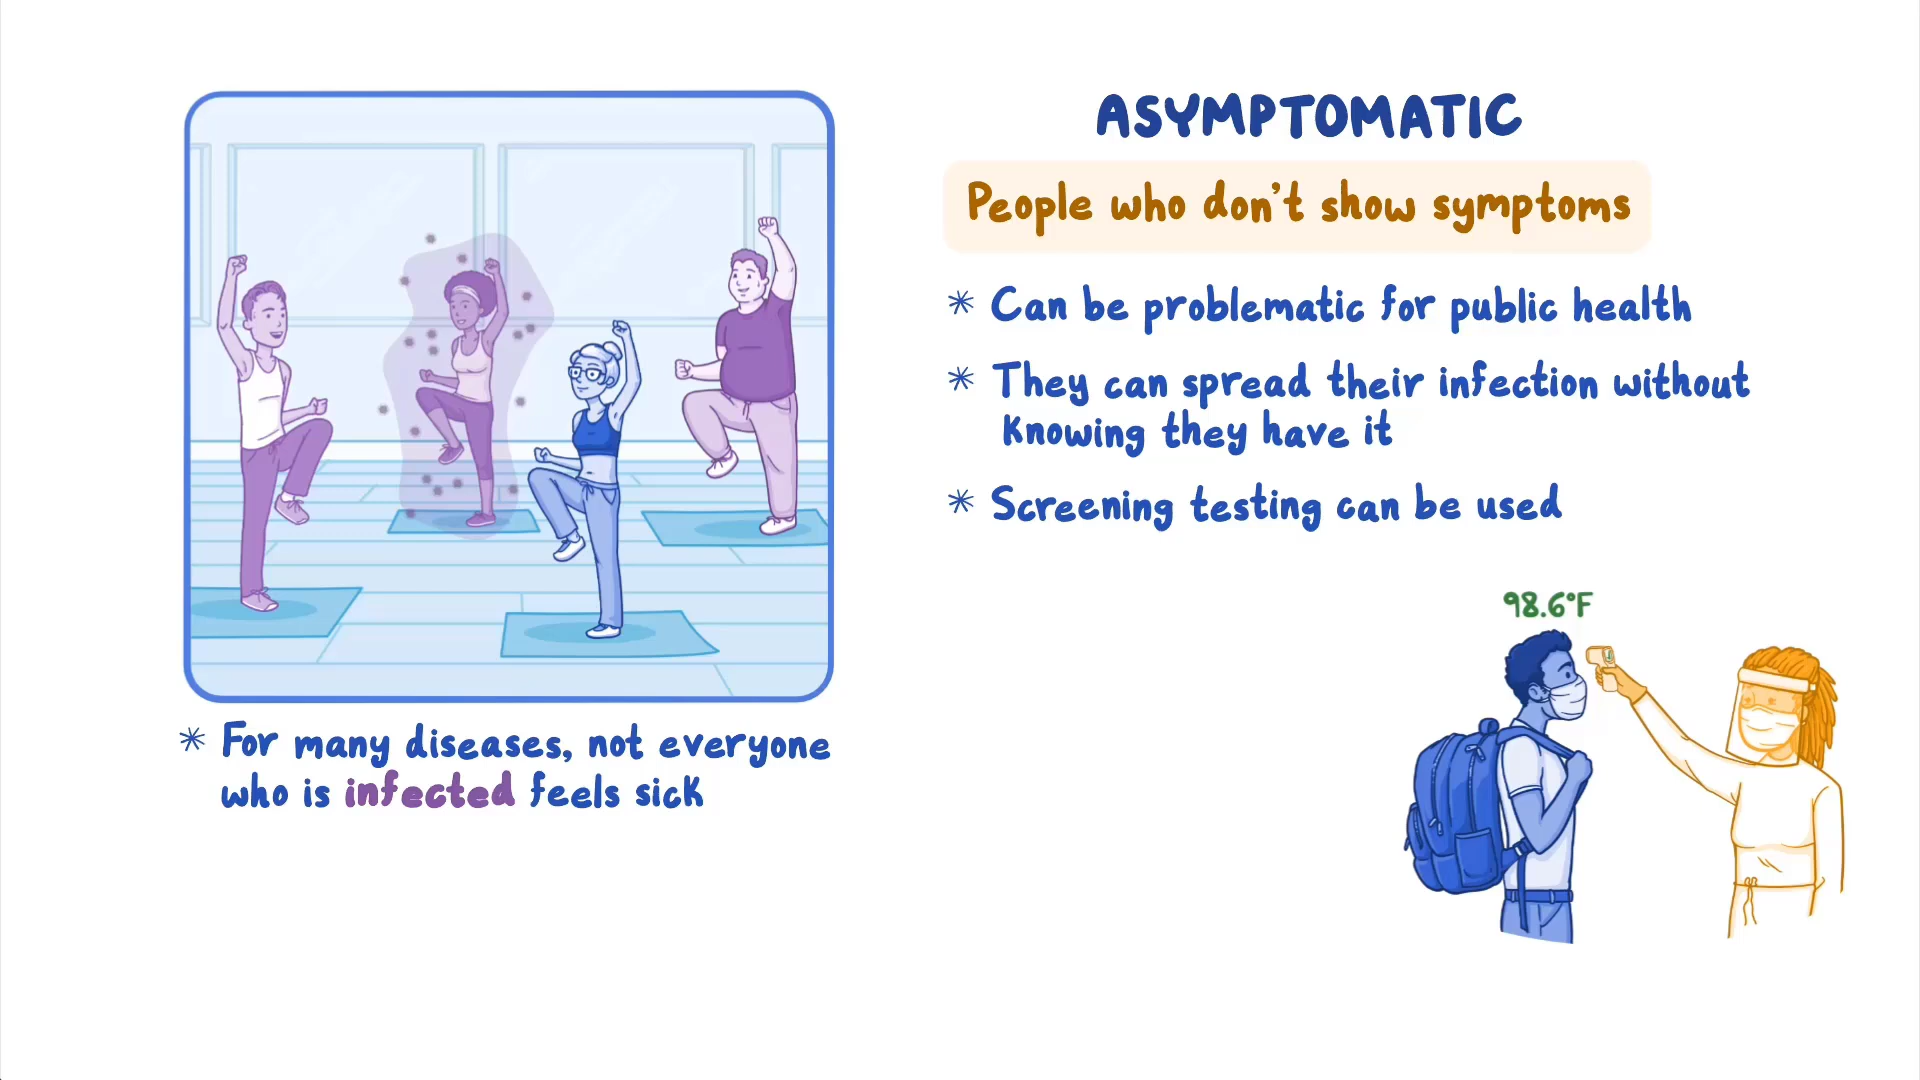 ASYMPTOMATIC
People who don't show symptoms
* Can be problematic for public health
* They can spread their infection without
knowing they have it
* Screening testing can be used
98.6°F
* For many diseases, not everyone
who is infected feels sick